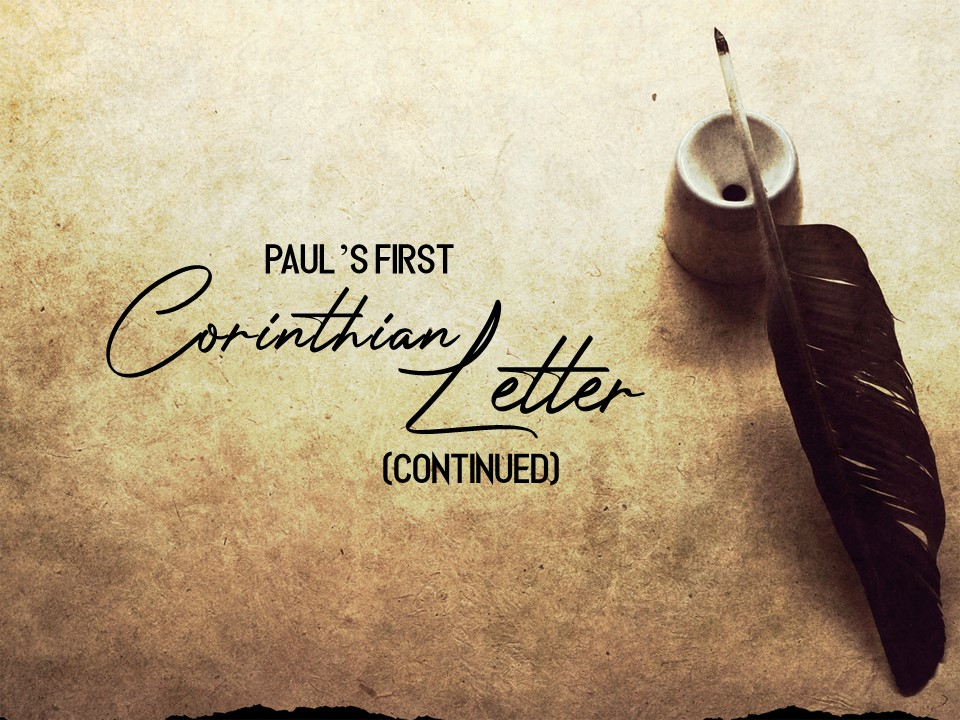 PAUL'S FIRST
Corinthian
Letter
(CONTINUED)